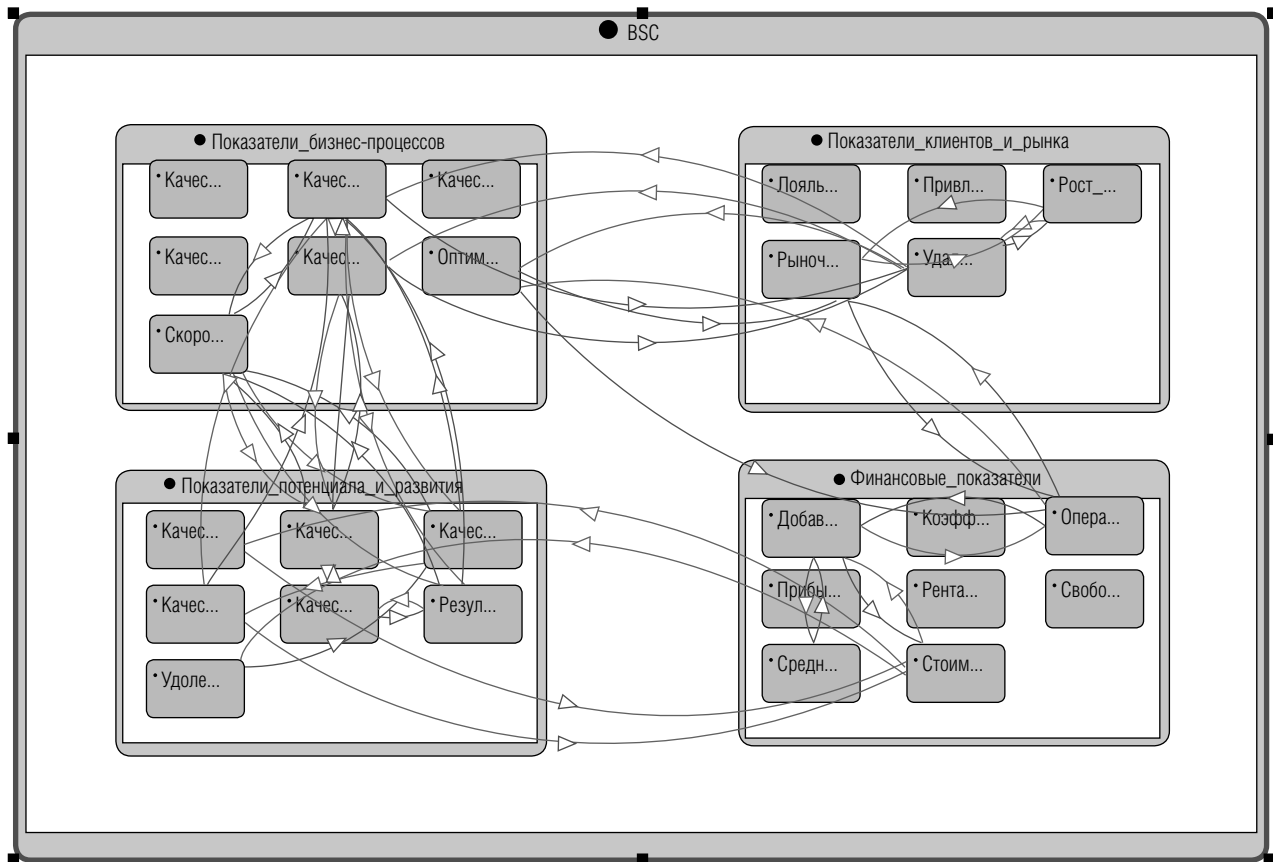 BSC
Показатели_бизнес-процессов
Качес...
Качес...
Качес...
Качес...
Качес...
Оптим...
Скоро...
Показатели_клиентов_и_рынка
Лояль...
Привл...
Рост_...
Рыноч...
Показатели_потенциала_и_развития
Качес...
Качес...
Качес...
Качес...
Качес...
Резул...
Удоле...
Финансовые_показатели
Добав...
Коэфф...
Опера...
Прибы...
Рента...
Свобо...
Средн...
Стоим...